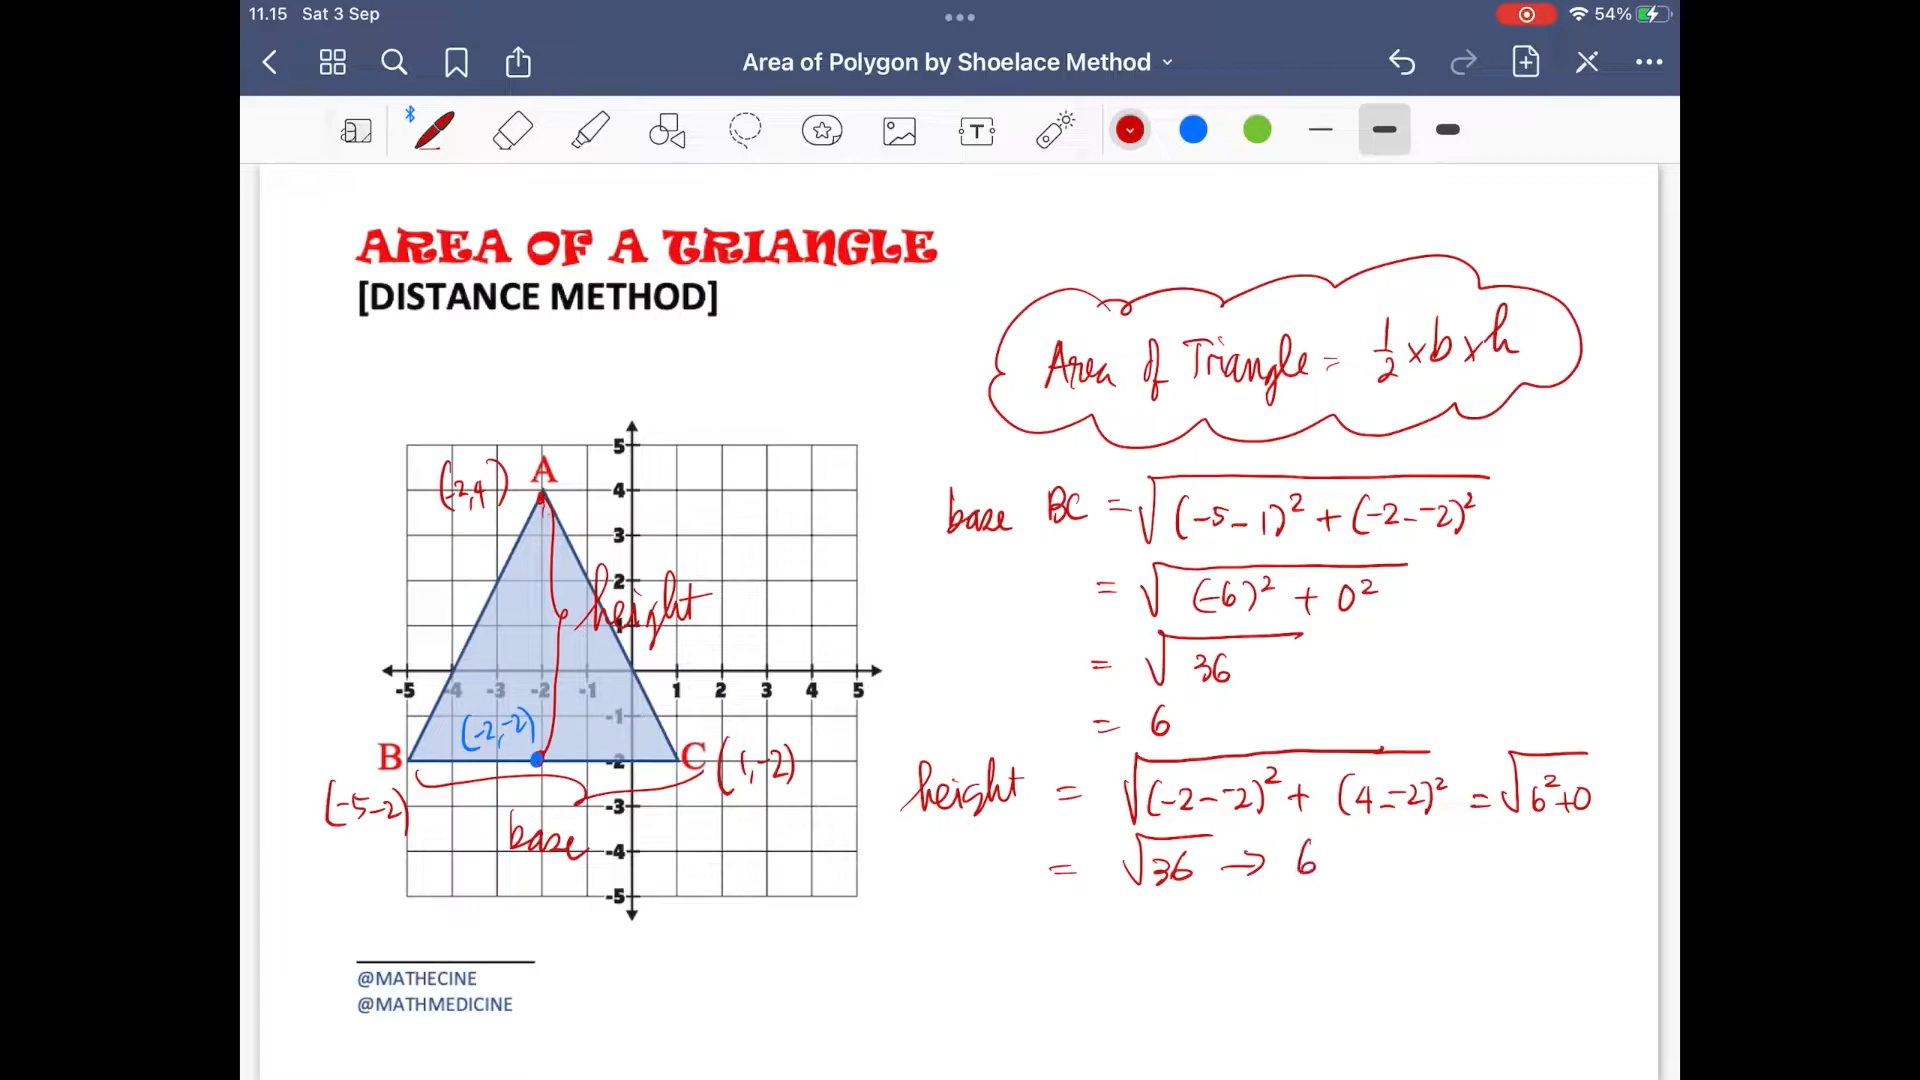 11.15 Sat 3 Sep
54%
Area of Polygon by Shoelace Method
AREA OF A TRIANGLE
[DISTANCE METHOD]
Area of Triangle = 1/2 × b × h
5
(-2,4) A
4
3
2
height
1
-5 -4 -3 -2 -1 1 2 3 4 5
-1
(-2,-2)
B -2 C (1,-2)
(-5-2)
-3
base
-4
-5
base BC = √(-5-1)² + (-2--2)²
= √(-6)² + 0²
= √36
= 6
height = √(-2--2)² + (4--2)² = √6²+0
= √36 → 6
@MATHECINE
@MATHMEDICINE